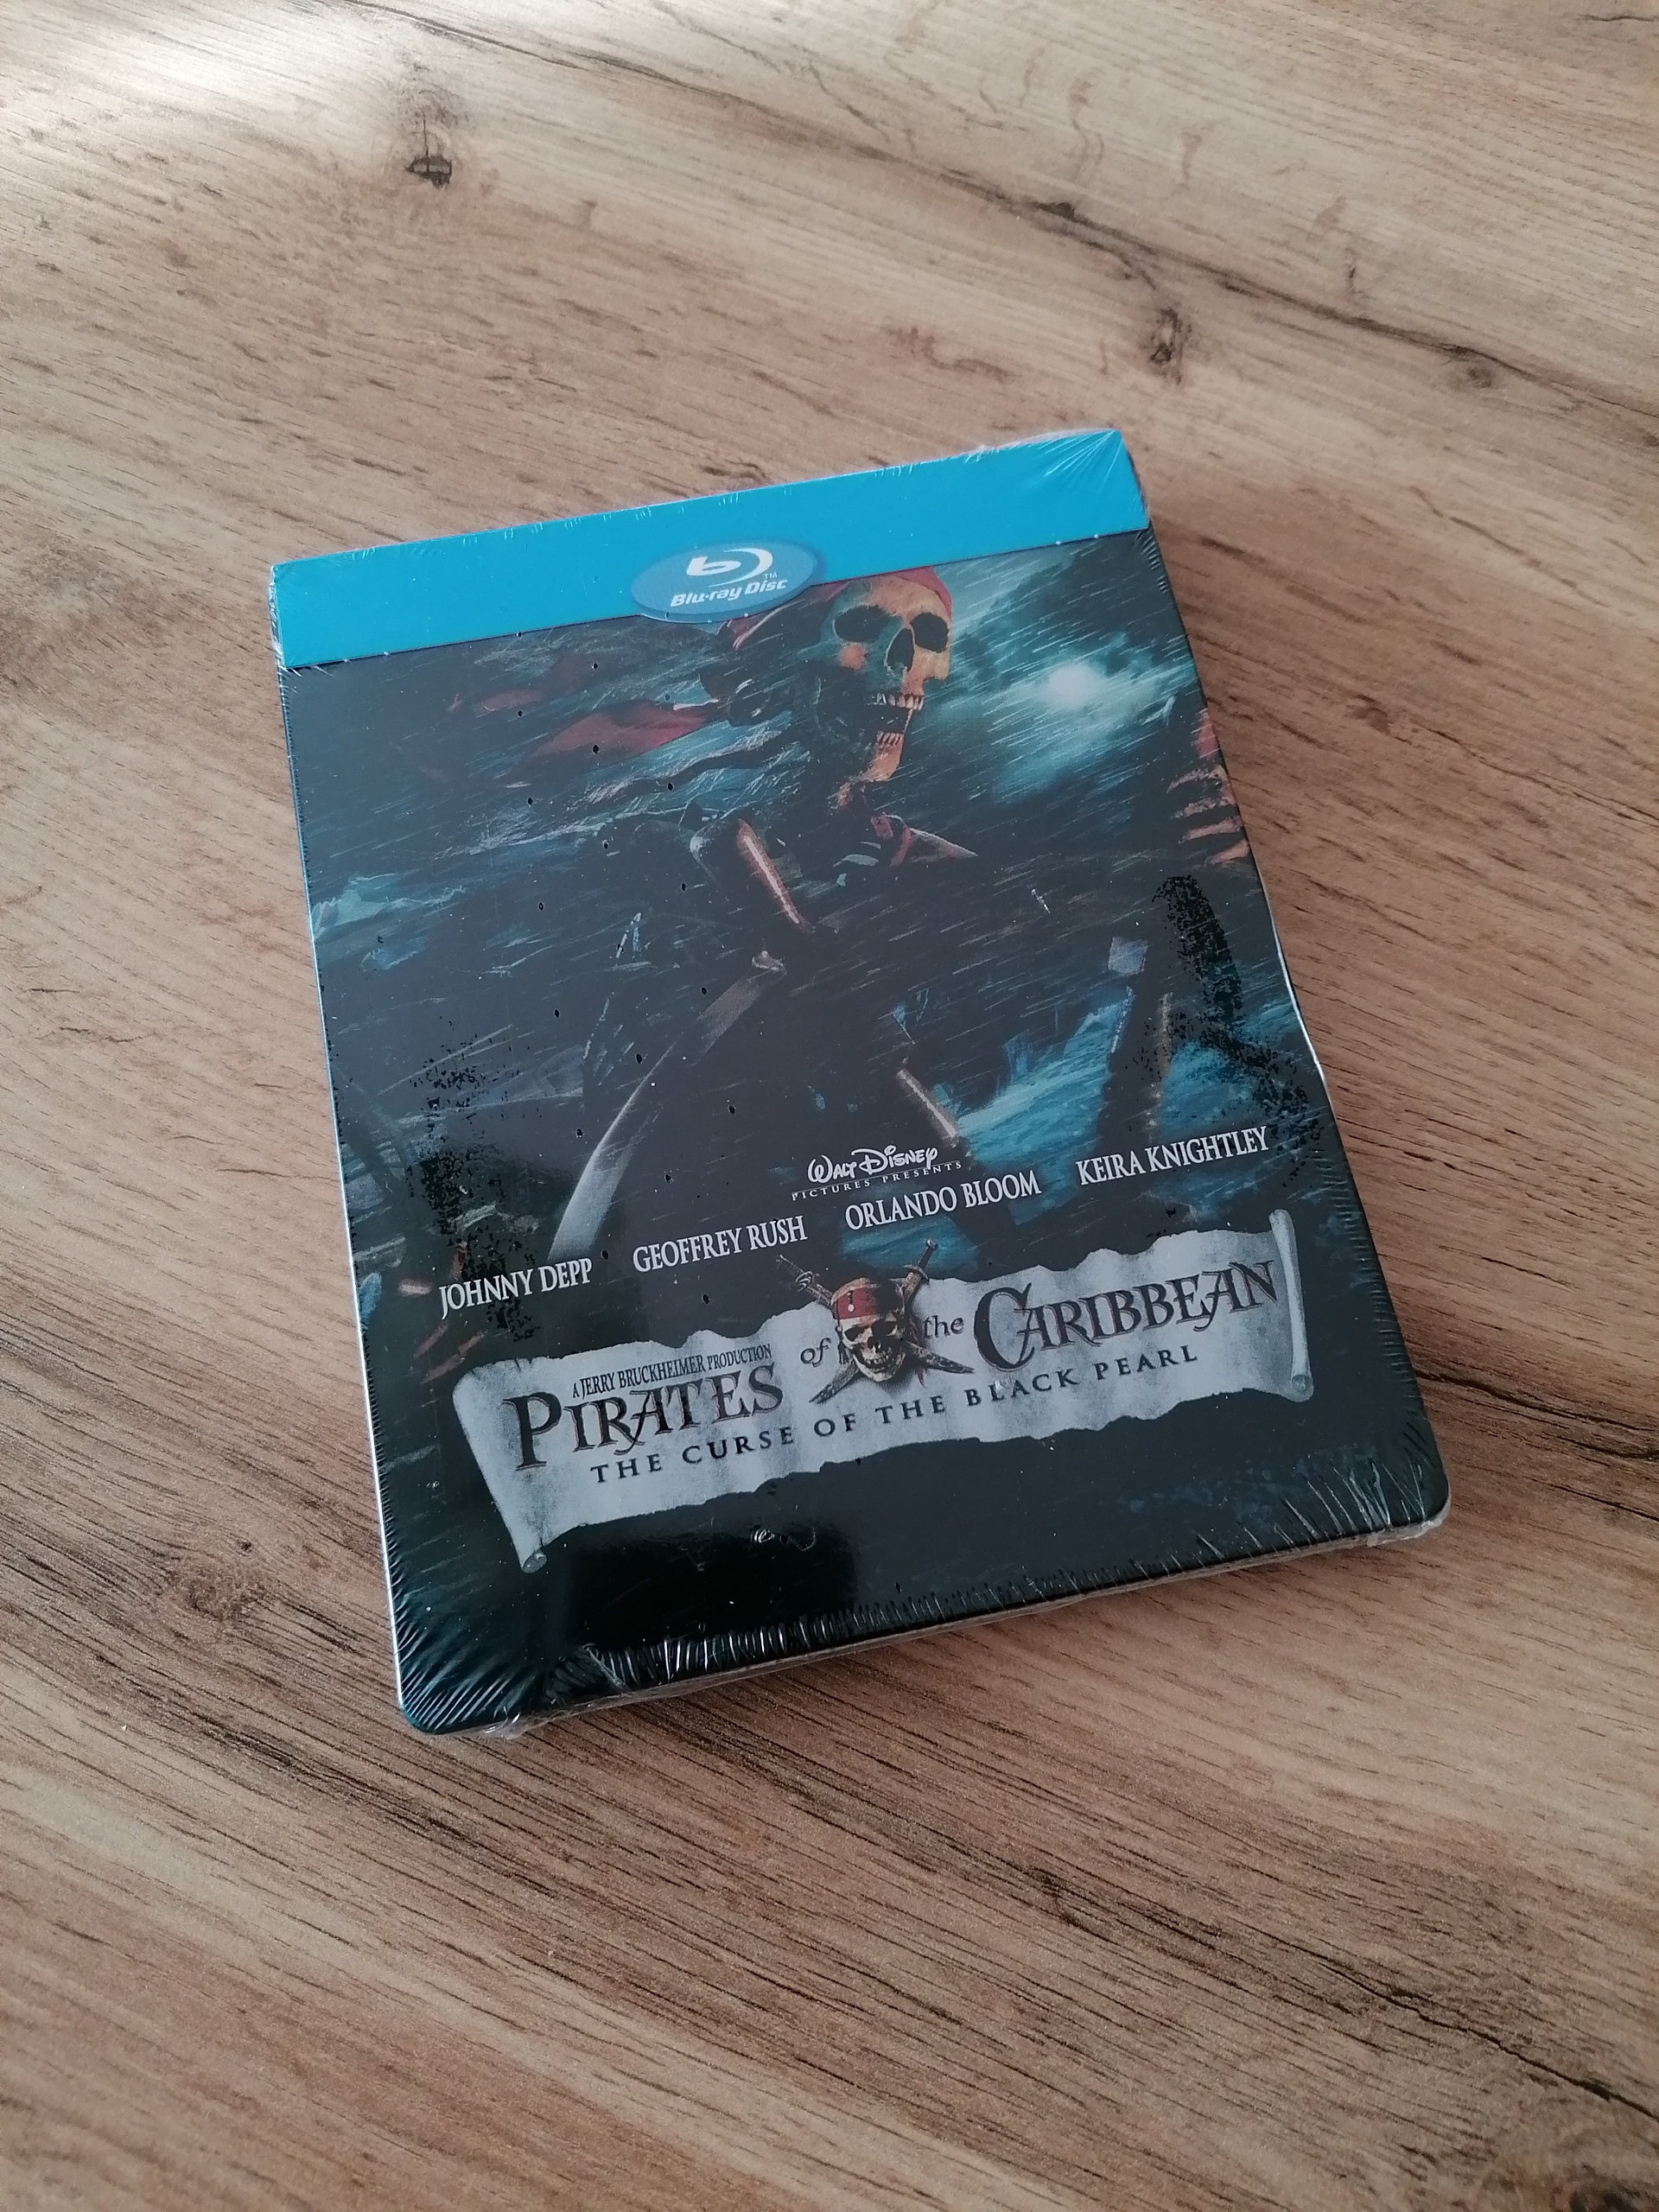 Blu-ray Disc™
WALT DISNEY
PICTURES PRESENTS
JOHNNY DEPP GEOFFREY RUSH ORLANDO BLOOM KEIRA KNIGHTLEY
A JERRY BRUCKHEIMER PRODUCTION
PIRATES of the CARIBBEAN
THE CURSE OF THE BLACK PEARL